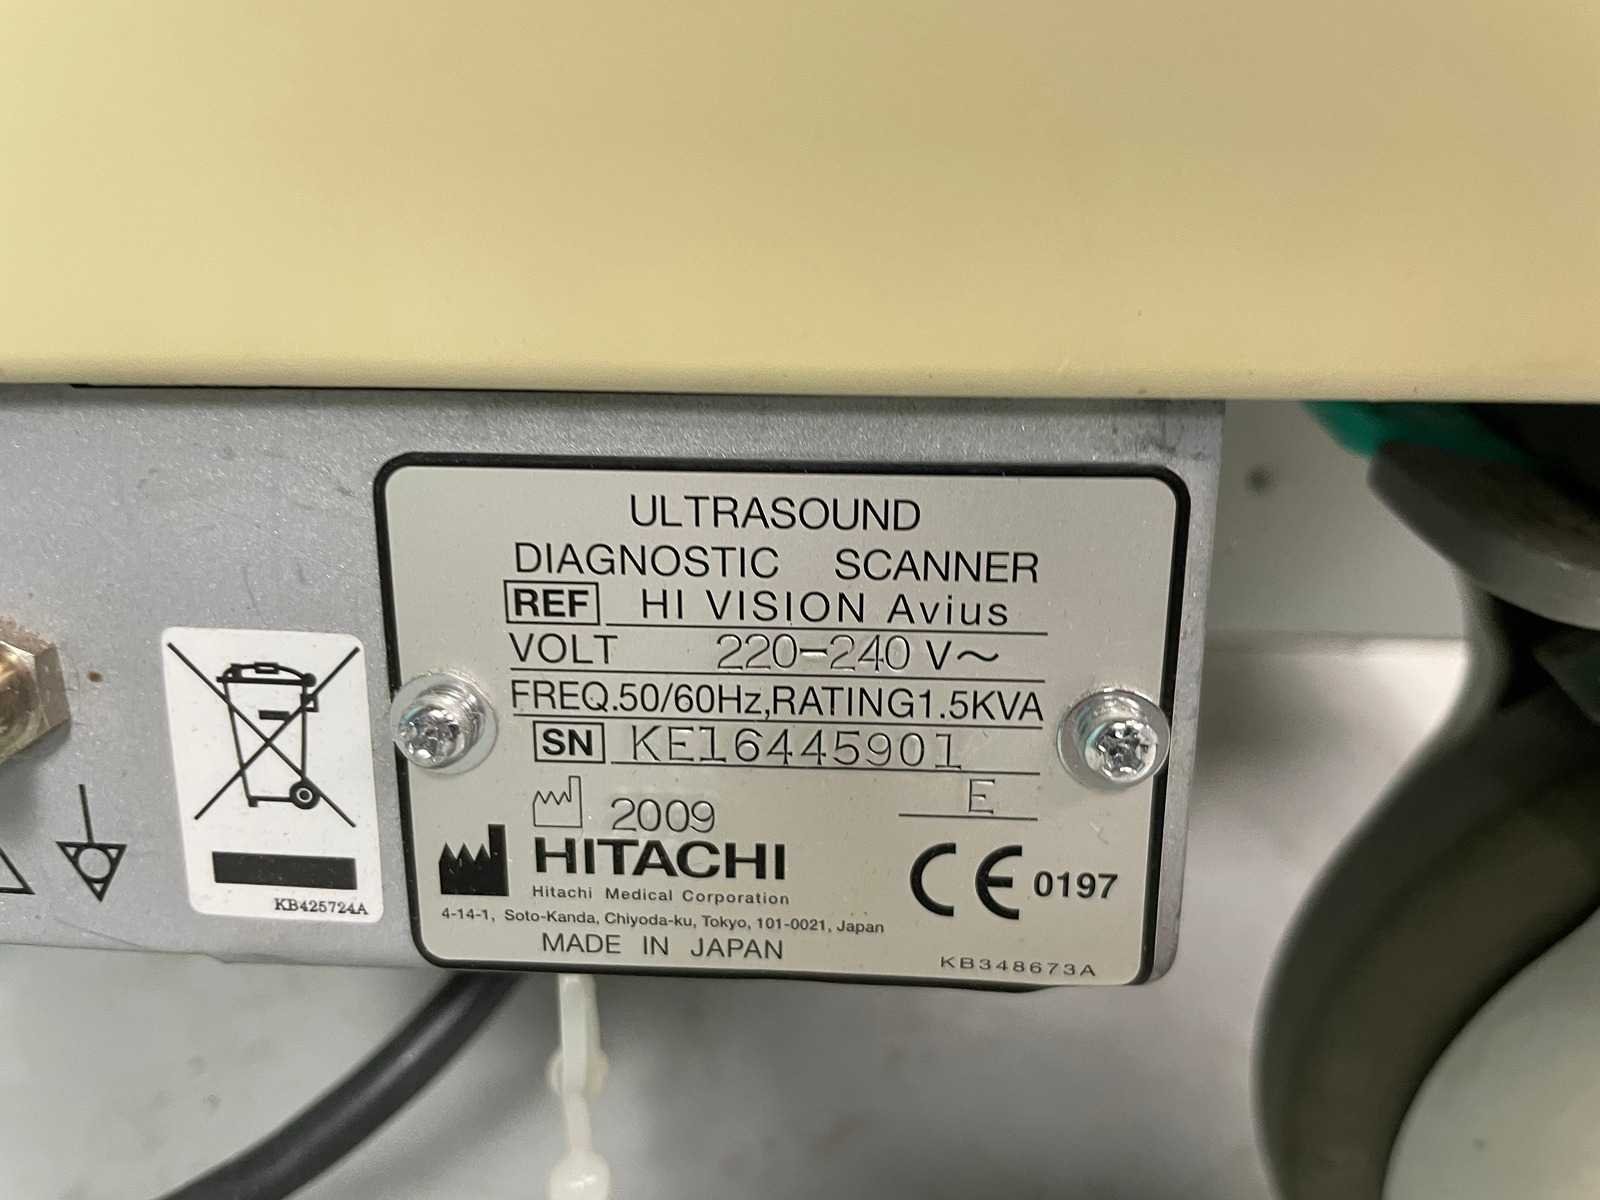 ULTRASOUND
DIAGNOSTIC SCANNER
REF HI VISION Avius
VOLT 220-240 V~
FREQ.50/60Hz,RATING1.5KVA
SN KE16445901
E
2009
HITACHI
Hitachi Medical Corporation
4-14-1, Soto-Kanda, Chiyoda-ku, Tokyo, 101-0021, Japan
MADE IN JAPAN
CE 0197
KB348673A
KB425724A